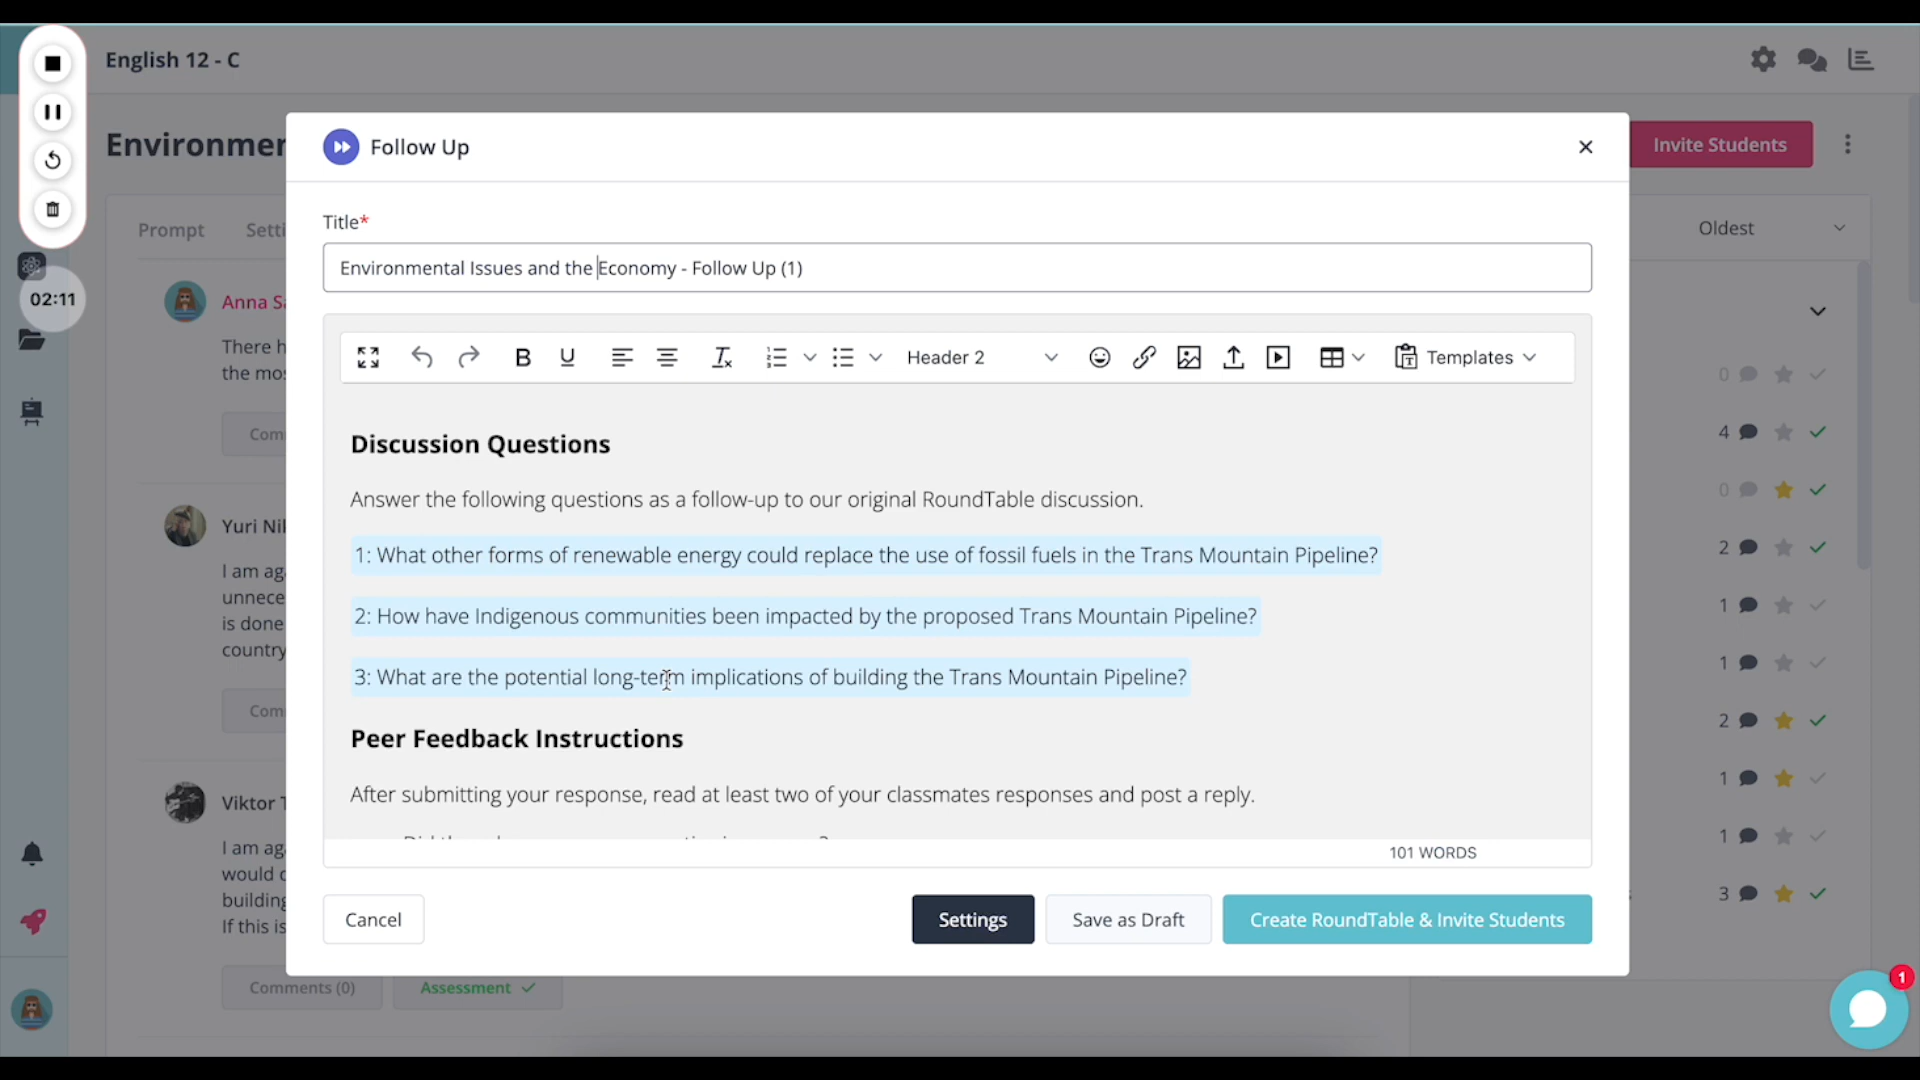 English 12 - C
Environmer
Invite Students
Follow Up
Prompt
Setti
Oldest
Title*
Environmental Issues and the Economy - Follow Up (1)
02:11
Anna Sa
There h
the mos
Com
Header 2
Templates
Discussion Questions
Answer the following questions as a follow-up to our original RoundTable discussion.
1: What other forms of renewable energy could replace the use of fossil fuels in the Trans Mountain Pipeline?
2: How have Indigenous communities been impacted by the proposed Trans Mountain Pipeline?
3: What are the potential long-term implications of building the Trans Mountain Pipeline?
Peer Feedback Instructions
After submitting your response, read at least two of your classmates responses and post a reply.
101 WORDS
Yuri Nil
I am aga
unnece
is done
country
Com
Viktor T
I am aga
would c
building
If this is
Comments (0)
Assessment
Cancel
Settings
Save as Draft
Create RoundTable & Invite Students
0
4
0
2
1
1
2
1
1
3
1